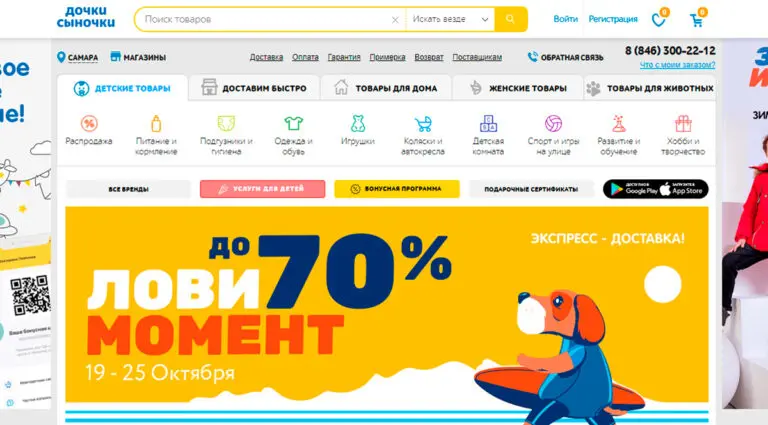 ДОЧКИ
СЫНОЧКИ
Поиск товаров
Искать везде
Войти
Регистрация
0
0
САМАРА
МАГАЗИНЫ
Доставка
Оплата
Гарантия
Примерка
Возврат
Поставщикам
ОБРАТНАЯ СВЯЗЬ
8 (846) 300-22-12
Что с моим заказом?
ДЕТСКИЕ ТОВАРЫ
ДОСТАВИМ БЫСТРО
ТОВАРЫ ДЛЯ ДОМА
ЖЕНСКИЕ ТОВАРЫ
ТОВАРЫ ДЛЯ ЖИВОТНЫХ
Распродажа
Питание и
кормление
Подгузники и
гигиена
Одежда и
обувь
Игрушки
Коляски и
автокресла
Детская
комната
Спорт и игры
на улице
Развитие и
обучение
Хобби и
творчество
ВСЕ БРЕНДЫ
УСЛУГИ ДЛЯ ДЕТЕЙ
БОНУСНАЯ ПРОГРАММА
ПОДАРОЧНЫЕ СЕРТИФИКАТЫ
ДОСТУПНО В
Google Play
ЗАГРУЗИТЕ В
App Store
ДО 70%
ЛОВИ
МОМЕНТ
19 - 25 Октября
ЭКСПРЕСС - ДОСТАВКА!